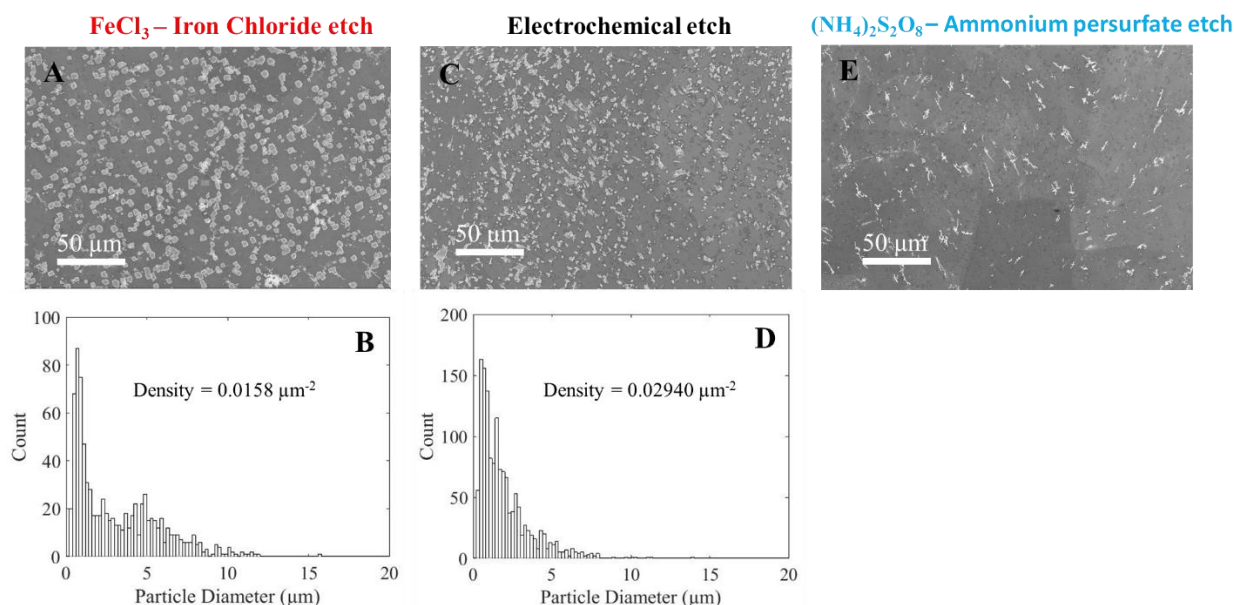 FeCl₃ – Iron Chloride etch
Electrochemical etch
(NH₄)₂S₂O₈ – Ammonium persurfate etch
A
50 µm
C
50 µm
E
50 µm
B
Density = 0.0158 µm⁻²
Count
100
80
60
40
20
0
0 5 10 15 20
Particle Diameter (µm)
D
Density = 0.02940 µm⁻²
Count
200
150
100
50
0
0 5 10 15 20
Particle Diameter (µm)